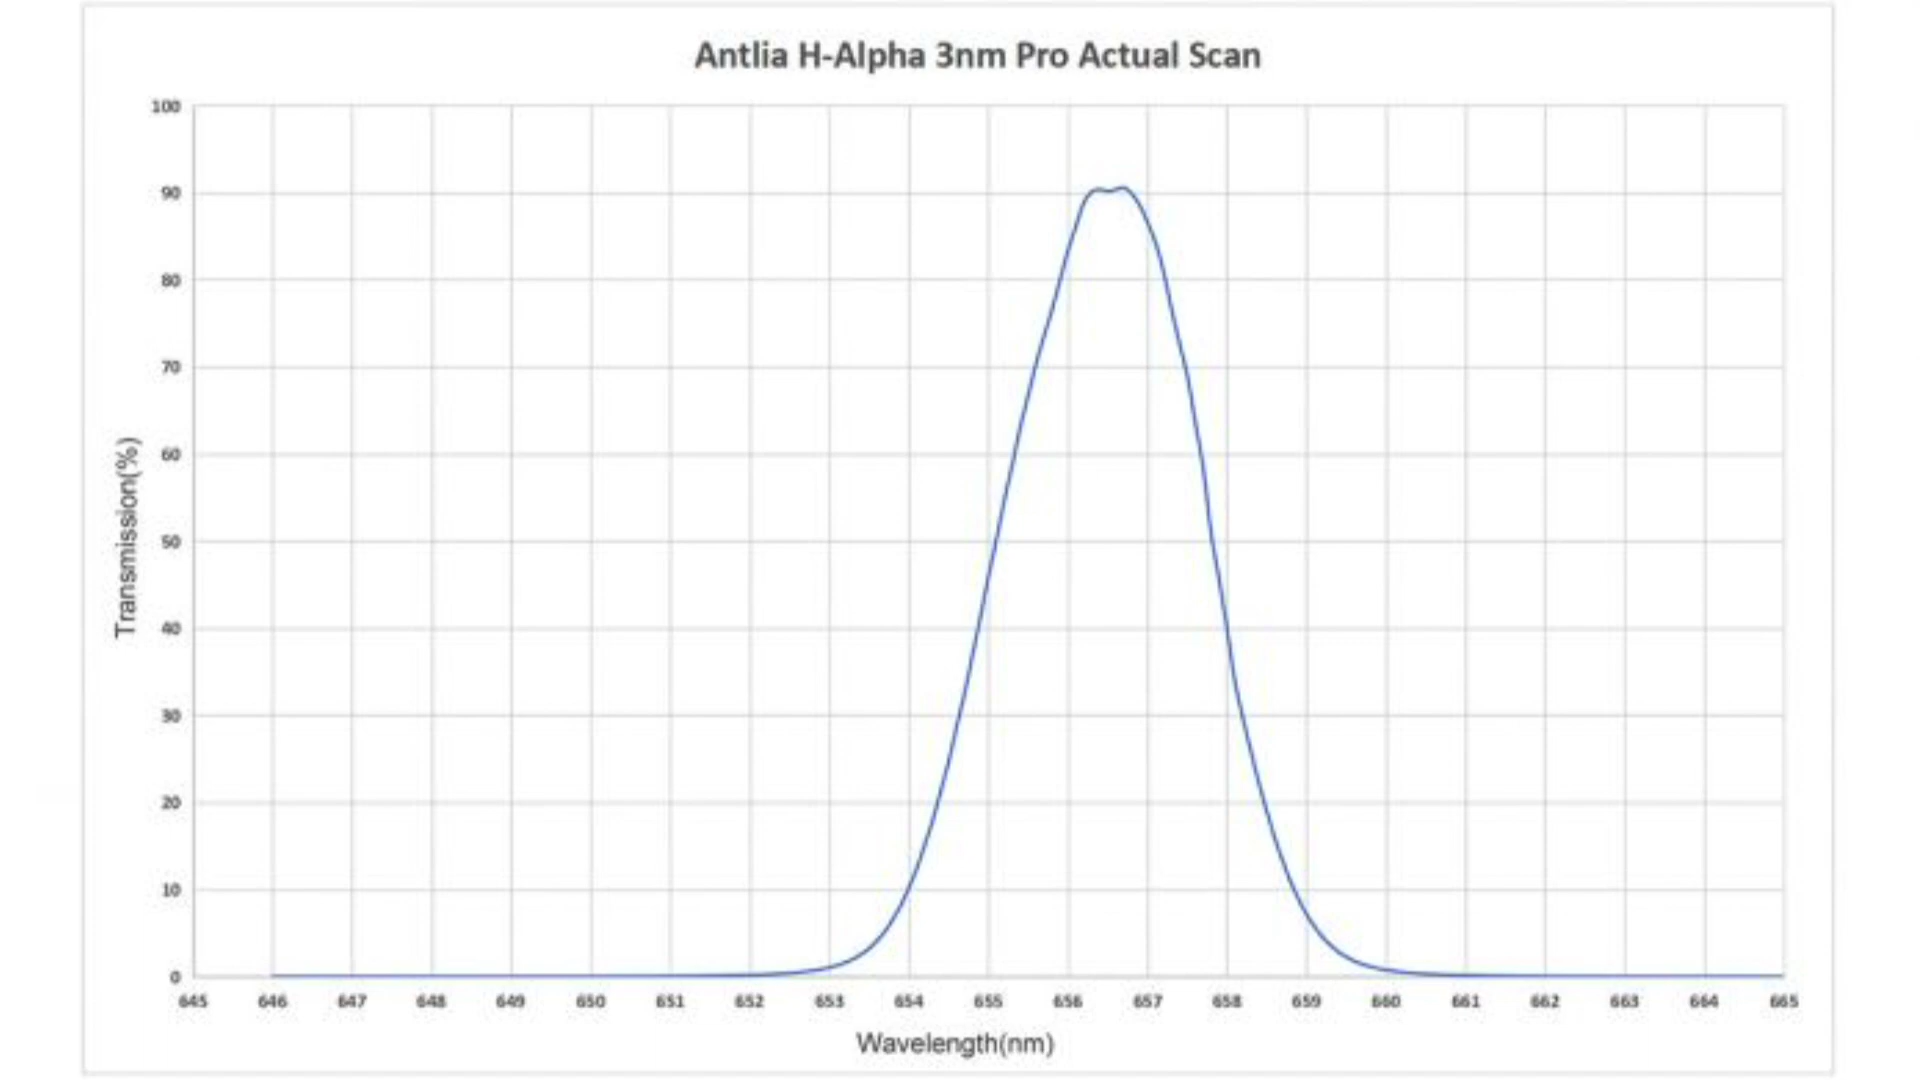 Antlia H-Alpha 3nm Pro Actual Scan
100
90
80
70
60
50
40
30
20
10
0
Transmission(%)
645 646 647 648 649 650 651 652 653 654 655 656 657 658 659 660 661 662 663 664 665
Wavelength(nm)